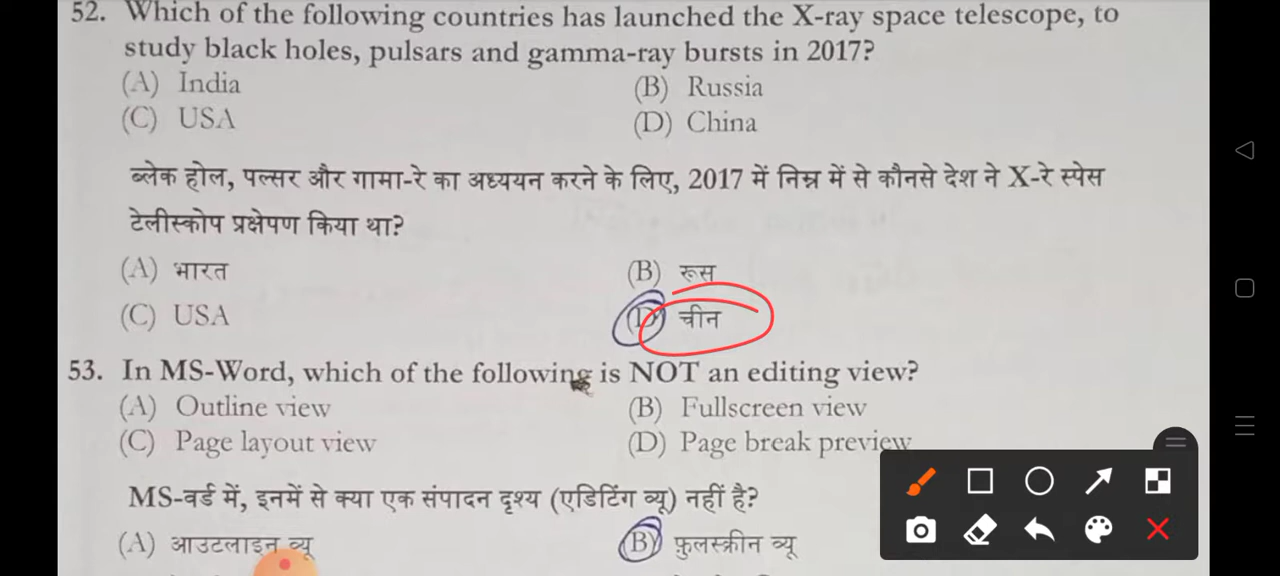 52. Which of the following countries has launched the X-ray space telescope, to
study black holes, pulsars and gamma-ray bursts in 2017?
(A) India (B) Russia
(C) USA (D) China
ब्लेक होल, पल्सर और गामा-रे का अध्ययन करने के लिए, 2017 में निम्न में से कौनसे देश ने X-रे स्पेस
टेलीस्कोप प्रक्षेपण किया था?
(A) भारत (B) रूस
(C) USA (D) चीन
53. In MS-Word, which of the following is NOT an editing view?
(A) Outline view (B) Fullscreen view
(C) Page layout view (D) Page break preview
MS-वर्ड में, इनमें से क्या एक संपादन दृश्य (एडिटिंग व्यू) नहीं है?
(A) आउटलाइन व्यू (B) फ़ुलस्क्रीन व्यू